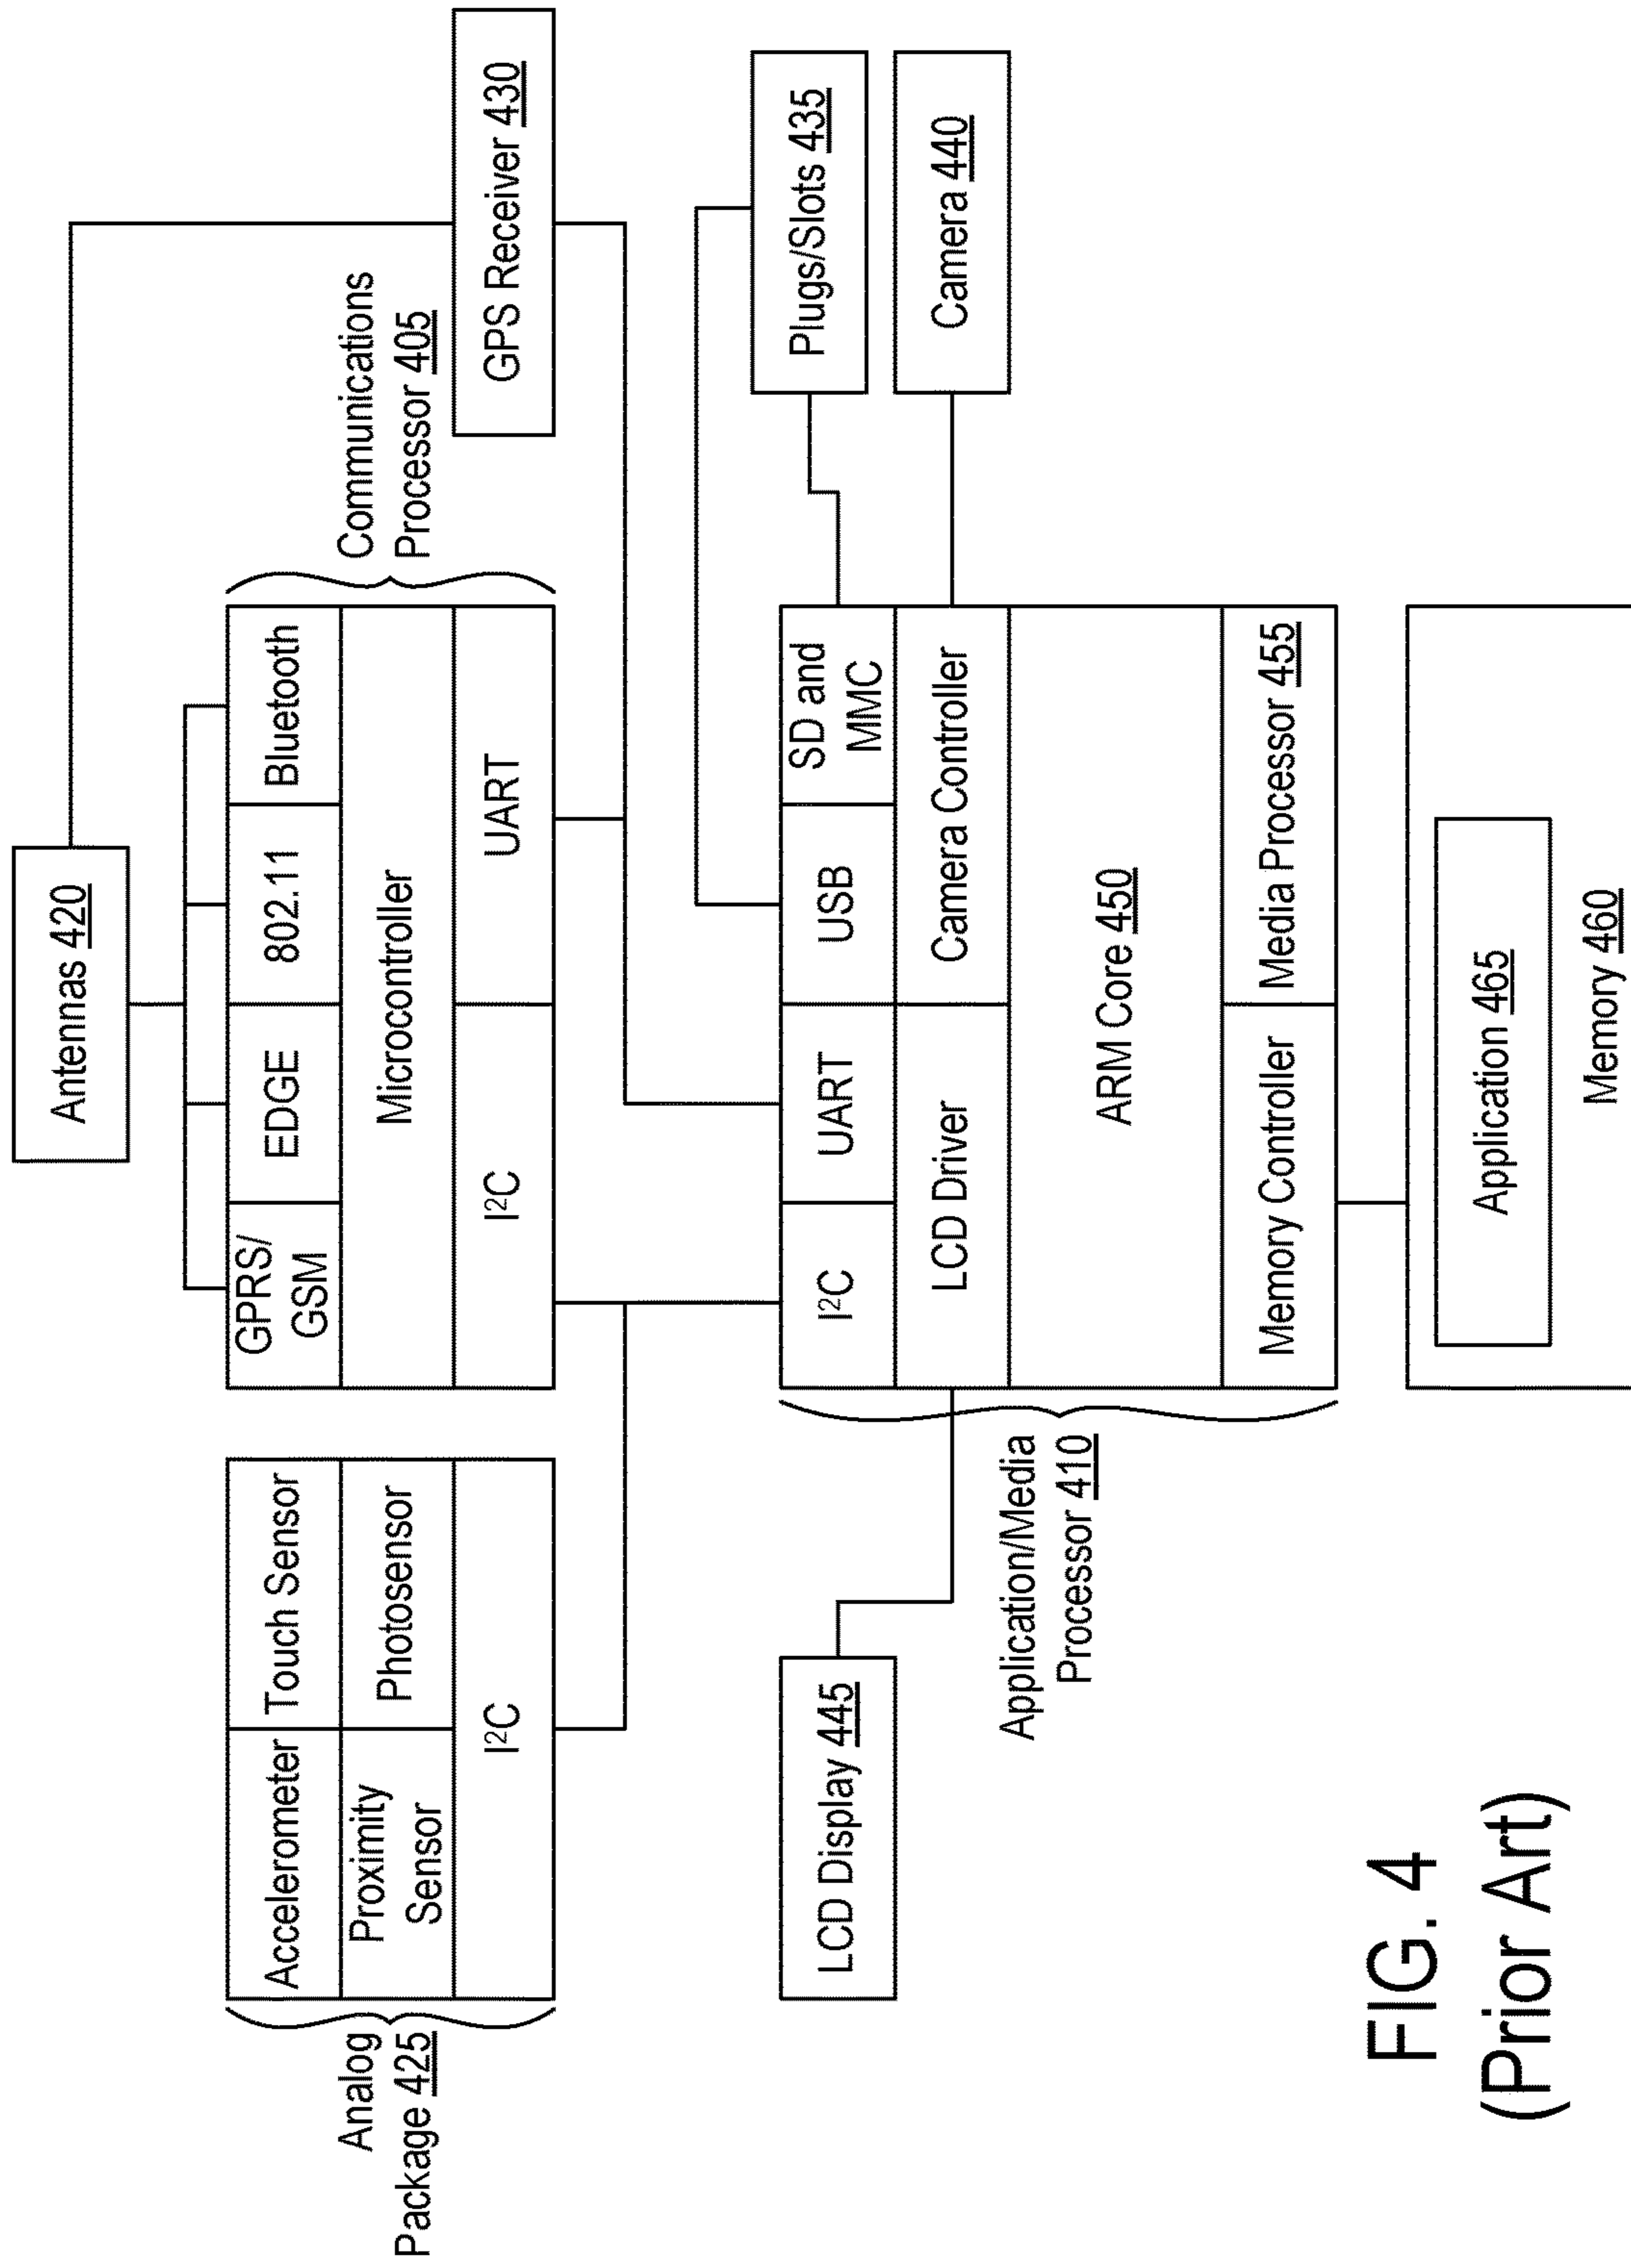 Antennas 420
GPRS/
GSM
EDGE
802.11
Bluetooth
Microcontroller
I²C
UART
Communications
Processor 405
GPS Receiver 430
Analog
Package 425
Accelerometer
Touch Sensor
Proximity
Sensor
Photosensor
I²C
LCD Display 445
I²C
UART
USB
SD and
MMC
LCD Driver
Camera Controller
ARM Core 450
Memory Controller
Media Processor 455
Application/Media
Processor 410
Plugs/Slots 435
Camera 440
Application 465
Memory 460
FIG. 4
(Prior Art)